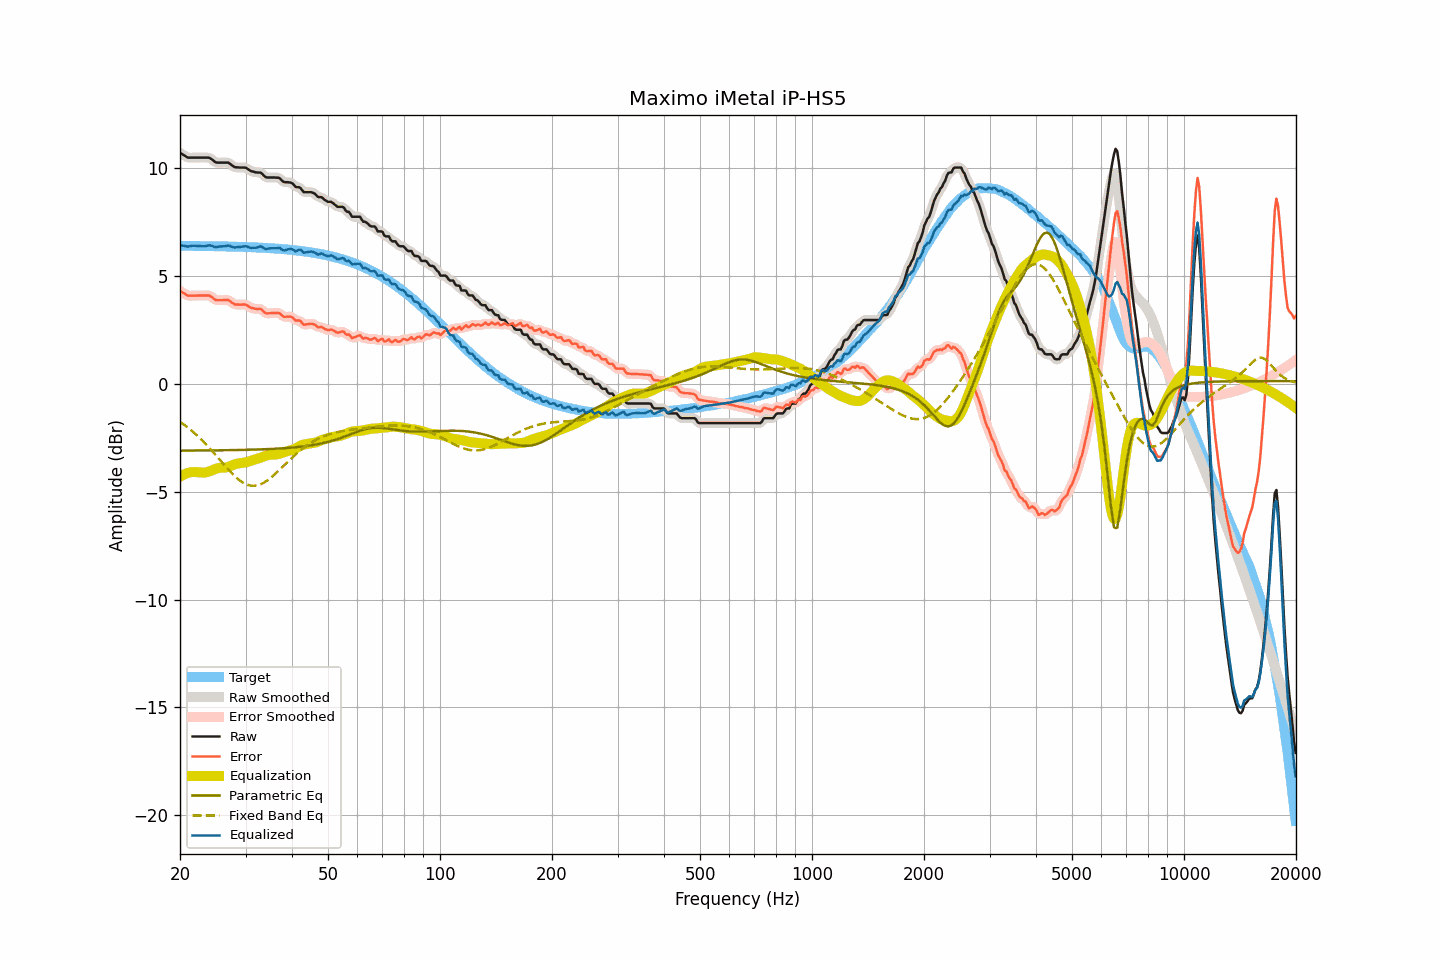 Maximo iMetal iP-HS5
10
5
0
−5
−10
−15
−20
Amplitude (dBr)
Target
Raw Smoothed
Error Smoothed
Raw
Error
Equalization
Parametric Eq
Fixed Band Eq
Equalized
20 50 100 200 500 1000 2000 5000 10000 20000
Frequency (Hz)